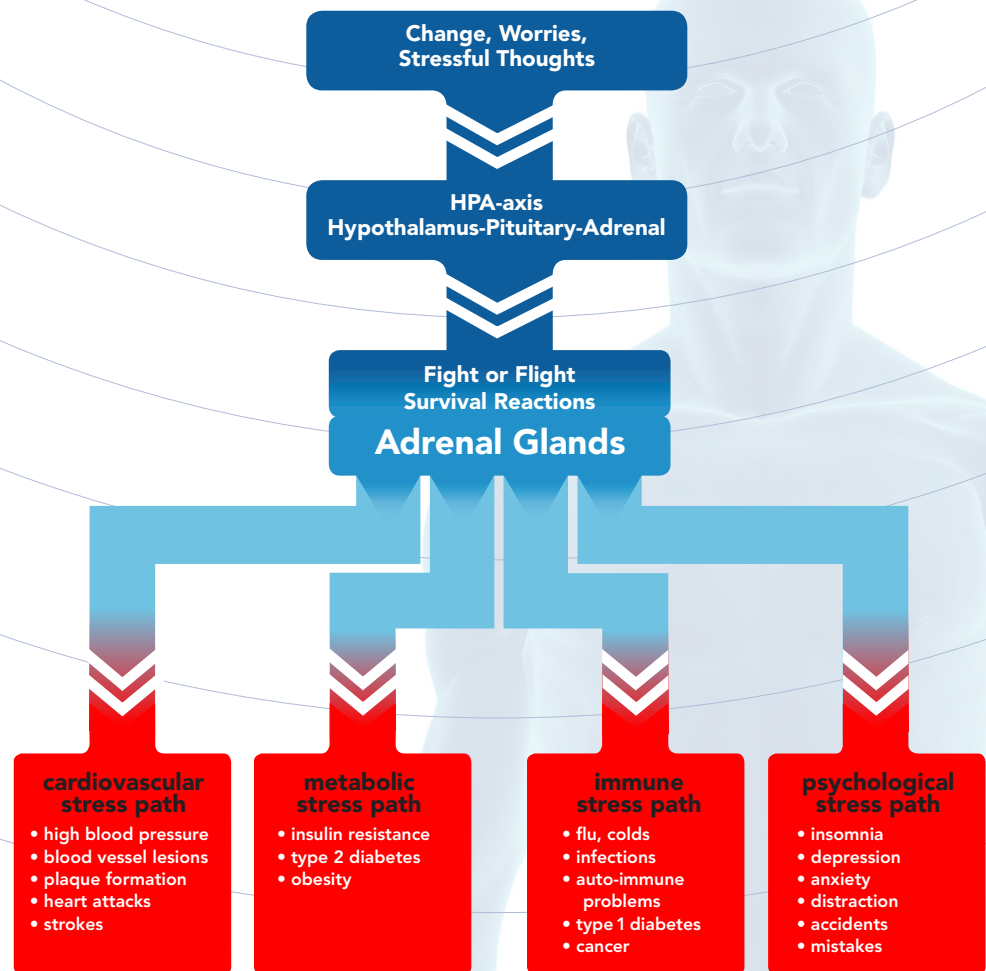 Change, Worries,
Stressful Thoughts
HPA-axis
Hypothalamus-Pituitary-Adrenal
Fight or Flight
Survival Reactions
Adrenal Glands
cardiovascular
stress path
• high blood pressure
• blood vessel lesions
• plaque formation
• heart attacks
• strokes
metabolic
stress path
• insulin resistance
• type 2 diabetes
• obesity
immune
stress path
• flu, colds
• infections
• auto-immune
problems
• type 1 diabetes
• cancer
psychological
stress path
• insomnia
• depression
• anxiety
• distraction
• accidents
• mistakes